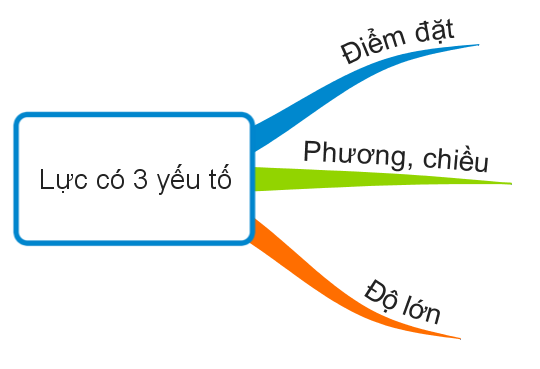 Điểm đặt
Lực có 3 yếu tố
Phương, chiều
Độ lớn